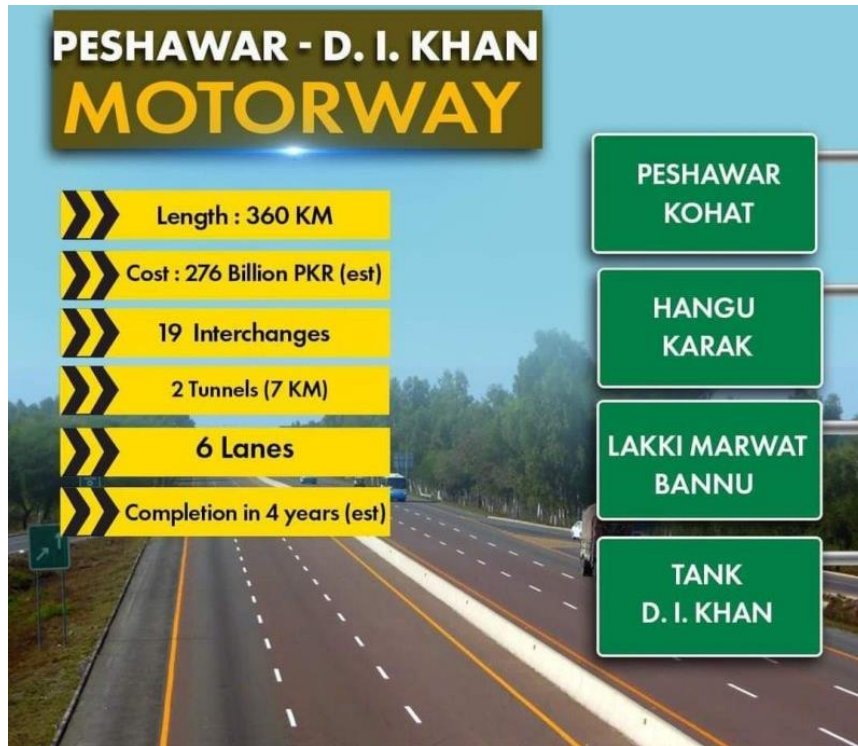 PESHAWAR - D. I. KHAN
MOTORWAY
Length : 360 KM
Cost : 276 Billion PKR (est)
19 Interchanges
2 Tunnels (7 KM)
6 Lanes
Completion in 4 years (est)
PESHAWAR
KOHAT
HANGU
KARAK
LAKKI MARWAT
BANNU
TANK
D. I. KHAN